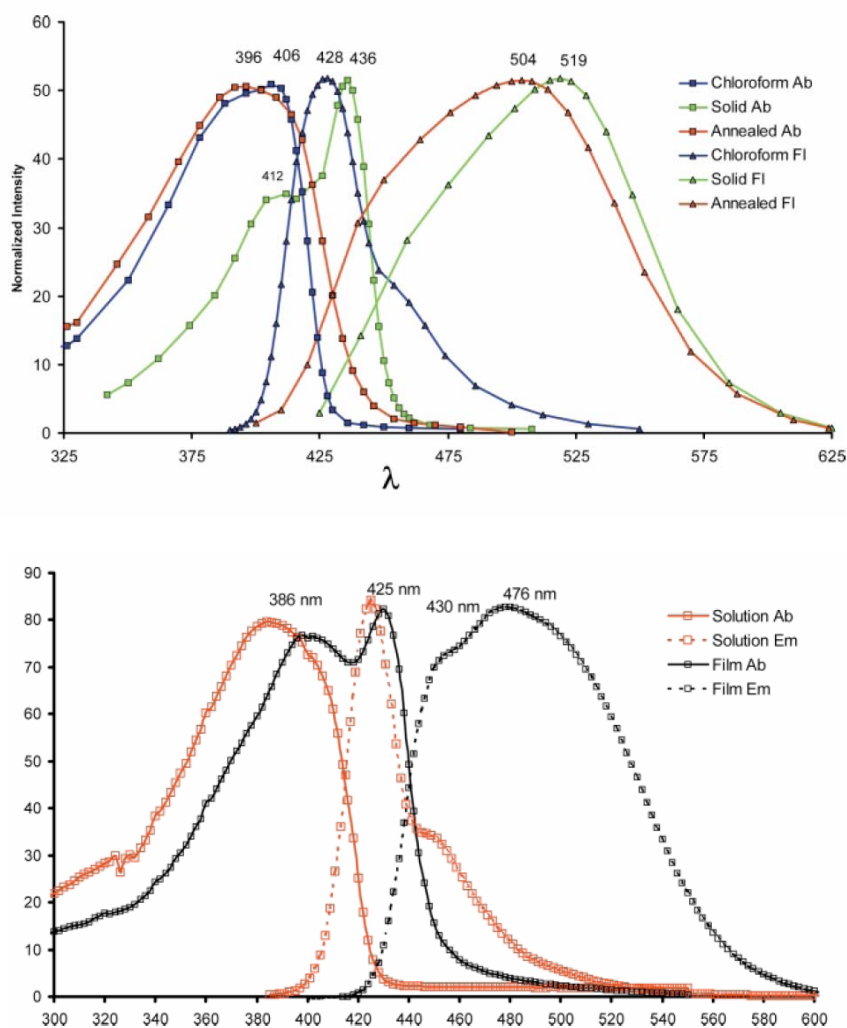 396 406 428 436 504 519
412
60
50
40
30
20
10
0
Normalized Intensity
325 375 425 475 525 575 625
λ
Chloroform Ab
Solid Ab
Annealed Ab
Chloroform Fl
Solid Fl
Annealed Fl
90
80
70
60
50
40
30
20
10
0
386 nm 425 nm 430 nm 476 nm
Solution Ab
Solution Em
Film Ab
Film Em
300 320 340 360 380 400 420 440 460 480 500 520 540 560 580 600